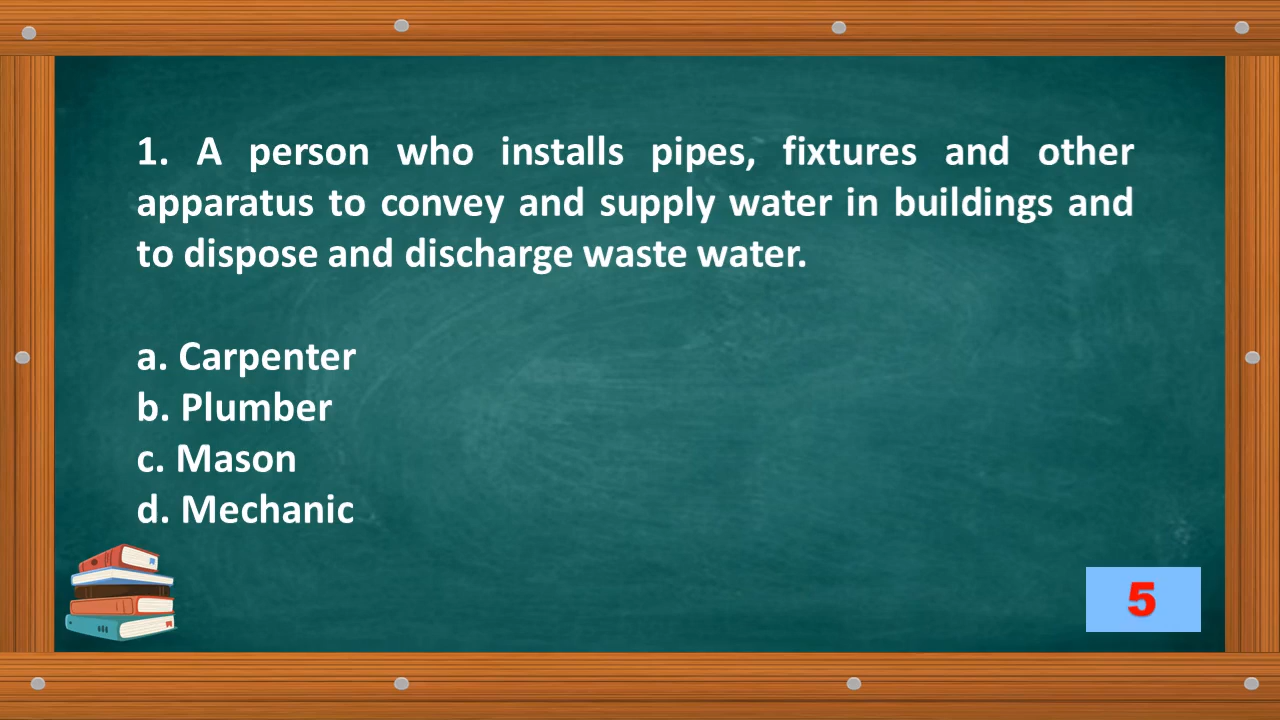 1. A person who installs pipes, fixtures and other
apparatus to convey and supply water in buildings and
to dispose and discharge waste water.
a. Carpenter
b. Plumber
c. Mason
d. Mechanic
5